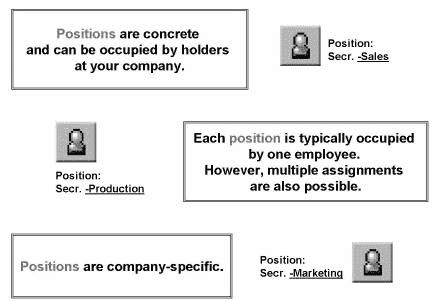 Positions are concrete
and can be occupied by holders
at your company.
Position:
Secr. -Sales
Position:
Secr. -Production
Each position is typically occupied
by one employee.
However, multiple assignments
are also possible.
Positions are company-specific.
Position:
Secr. -Marketing